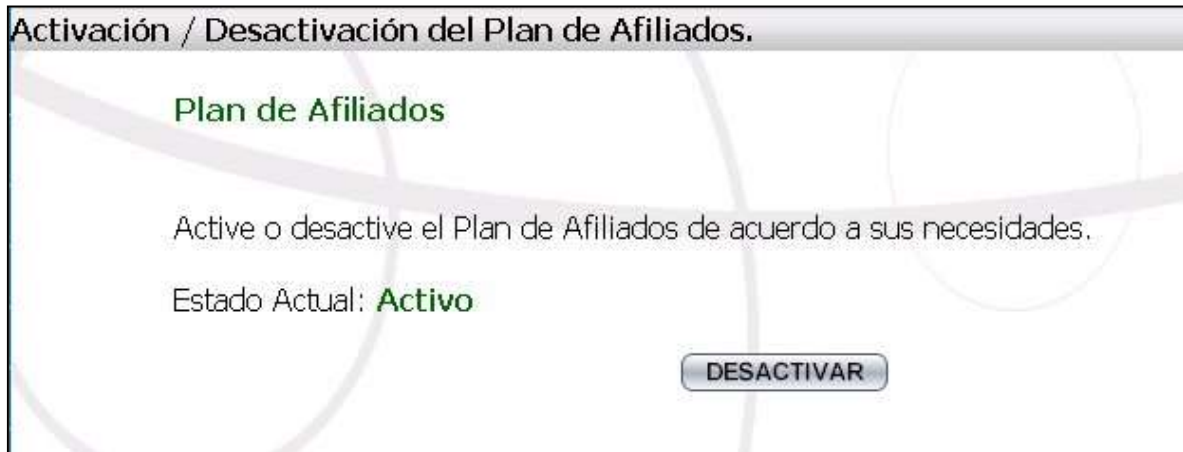 Activación / Desactivación del Plan de Afiliados.
Plan de Afiliados
Active o desactive el Plan de Afiliados de acuerdo a sus necesidades.
Estado Actual: Activo
DESACTIVAR